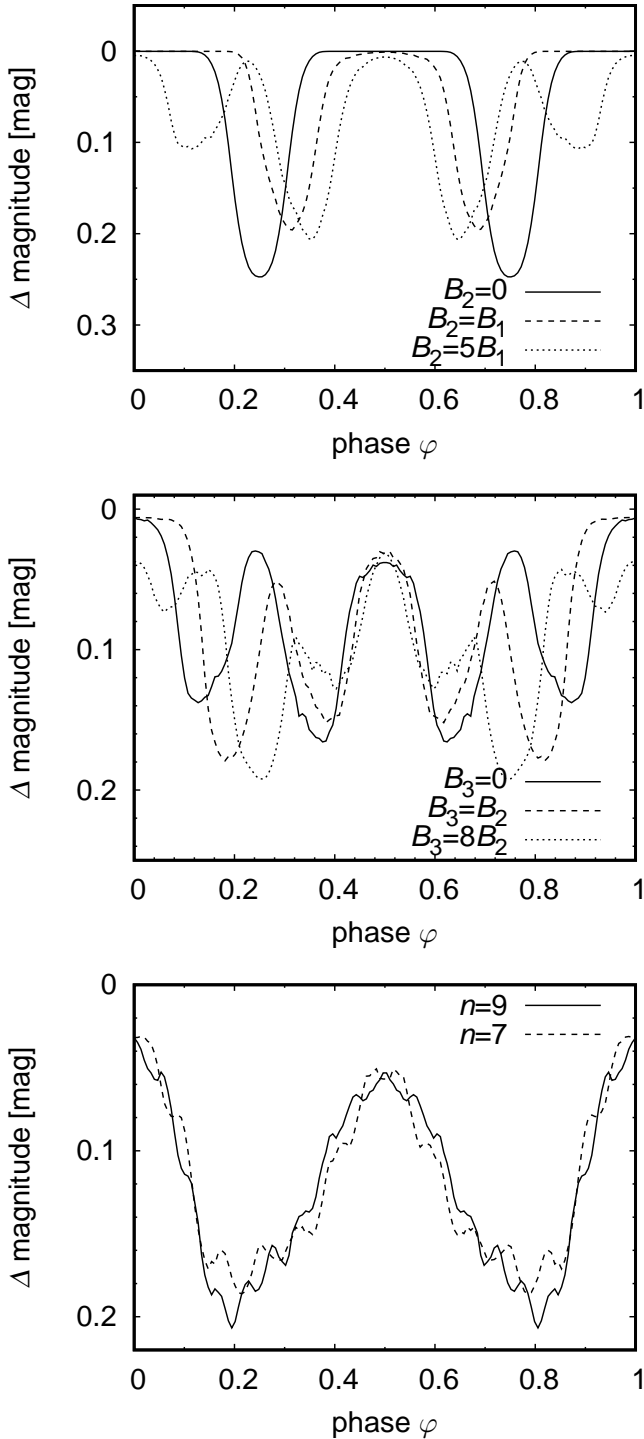 0
0.1
0.2
0.3
Δ magnitude [mag]
B2=0
B2=B1
B2=5B1
0 0.2 0.4 0.6 0.8 1
phase φ
0
0.1
0.2
Δ magnitude [mag]
B3=0
B3=B2
B3=8B2
0 0.2 0.4 0.6 0.8 1
phase φ
0
0.1
0.2
Δ magnitude [mag]
n=9
n=7
0 0.2 0.4 0.6 0.8 1
phase φ